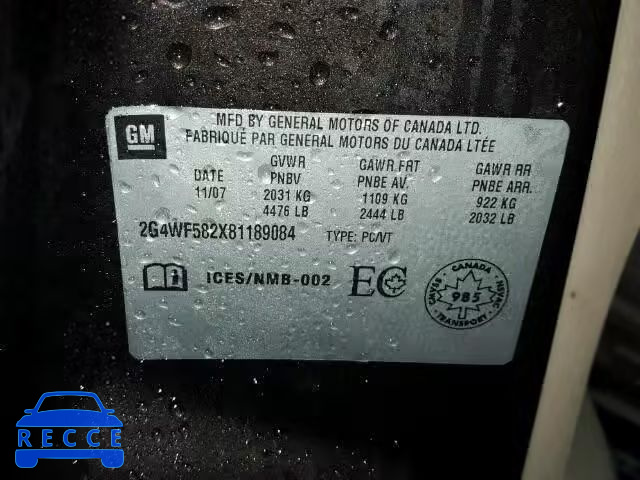 GM
MFD BY GENERAL MOTORS OF CANADA LTD.
FABRIQUÉ PAR GENERAL MOTORS DU CANADA LTÉE
DATE
11/07
GVWR
PNBV
2031 KG
4476 LB
GAWR FRT
PNBE AV.
1109 KG
2444 LB
GAWR RR
PNBE ARR.
922 KG
2032 LB
2G4WF582X81189084 TYPE: PC/VT
ICES/NMB-002
EC
CANADA
985
TRANSPORT
RECCE